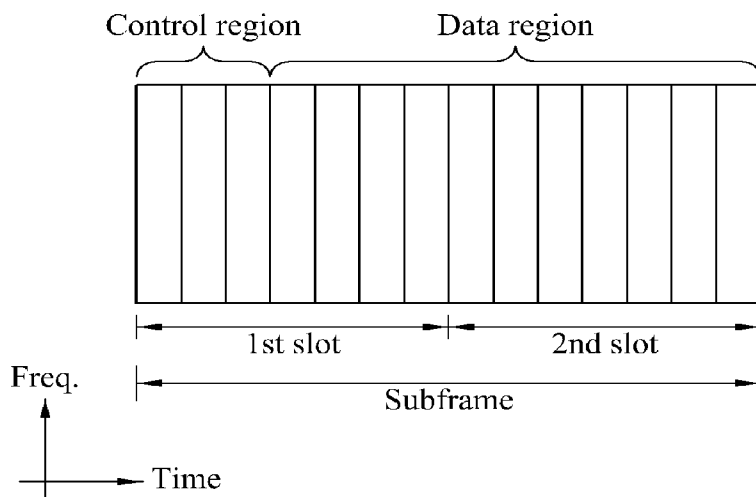 Control region
Data region
1st slot
2nd slot
Subframe
Freq.
Time